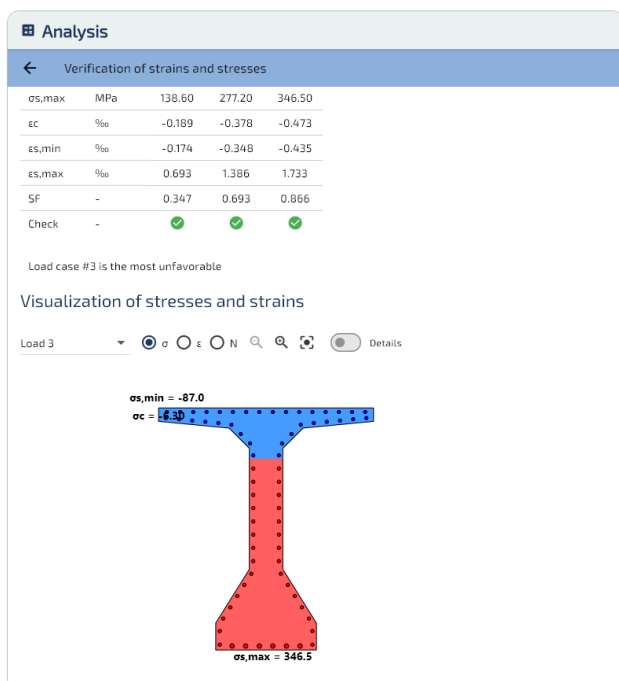 Analysis
Verification of strains and stresses
σs,max MPa 138.60 277.20 346.50
εc ‰ -0.189 -0.378 -0.473
εs,min ‰ -0.174 -0.348 -0.435
εs,max ‰ 0.693 1.386 1.733
SF - 0.347 0.693 0.866
Check -
Load case #3 is the most unfavorable
Visualization of stresses and strains
Load 3 σ ε N Details
σs,min = -87.0
σc = -6.30
σs,max = 346.5